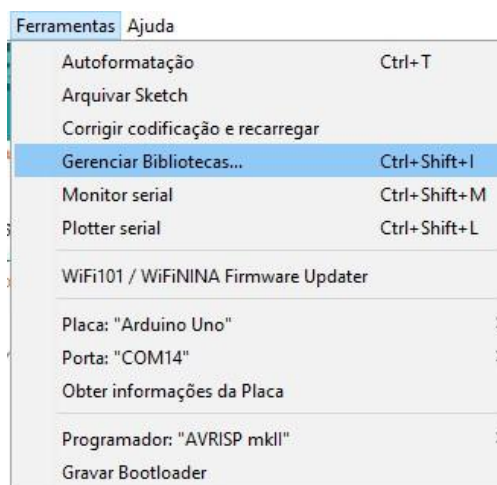 Ferramentas Ajuda
Autoformatação Ctrl+T
Arquivar Sketch
Corrigir codificação e recarregar
Gerenciar Bibliotecas... Ctrl+Shift+I
Monitor serial Ctrl+Shift+M
Plotter serial Ctrl+Shift+L
WiFi101 / WiFiNINA Firmware Updater
Placa: "Arduino Uno"
Porta: "COM14"
Obter informações da Placa
Programador: "AVRISP mkII"
Gravar Bootloader